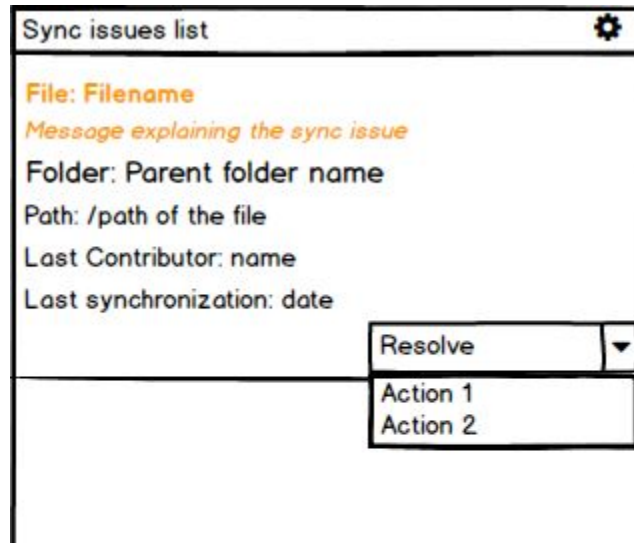 Sync issues list
File: Filename
Message explaining the sync issue
Folder: Parent folder name
Path: /path of the file
Last Contributor: name
Last synchronization: date
Resolve
Action 1
Action 2